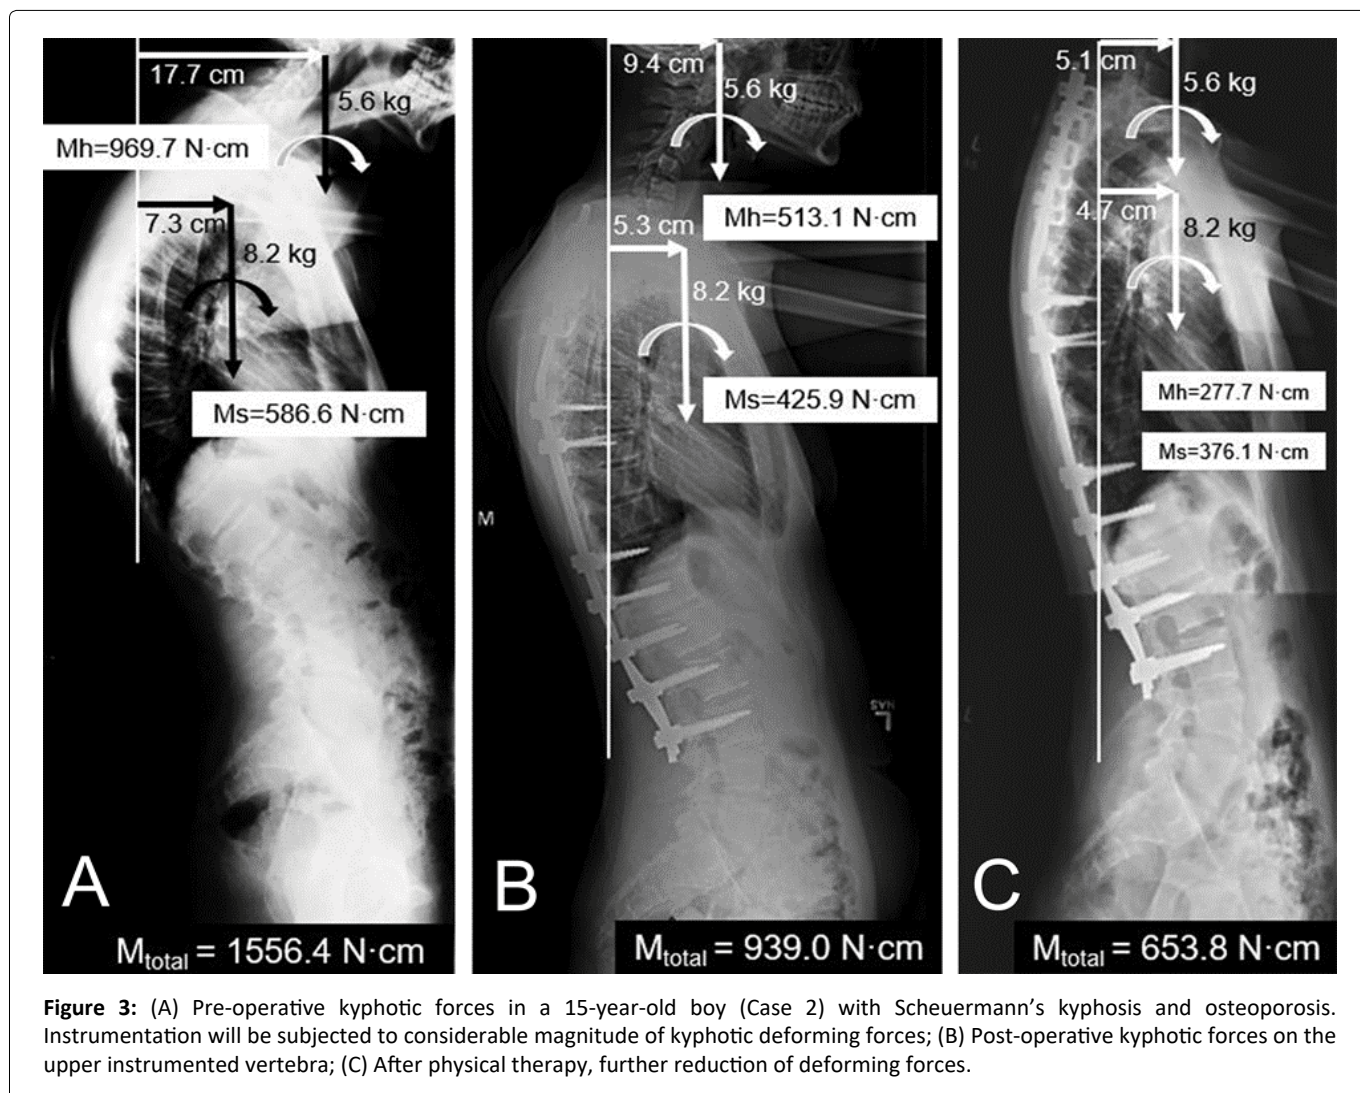 17.7 cm
5.6 kg
Mh=969.7 N·cm
7.3 cm
8.2 kg
Ms=586.6 N·cm
A
Mtotal = 1556.4 N·cm
9.4 cm
5.6 kg
Mh=513.1 N·cm
5.3 cm
8.2 kg
Ms=425.9 N·cm
M
B
Mtotal = 939.0 N·cm
5.1 cm
5.6 kg
4.7 cm
8.2 kg
Mh=277.7 N·cm
Ms=376.1 N·cm
C
Mtotal = 653.8 N·cm
Figure 3: (A) Pre-operative kyphotic forces in a 15-year-old boy (Case 2) with Scheuermann’s kyphosis and osteoporosis.
Instrumentation will be subjected to considerable magnitude of kyphotic deforming forces; (B) Post-operative kyphotic forces on the
upper instrumented vertebra; (C) After physical therapy, further reduction of deforming forces.